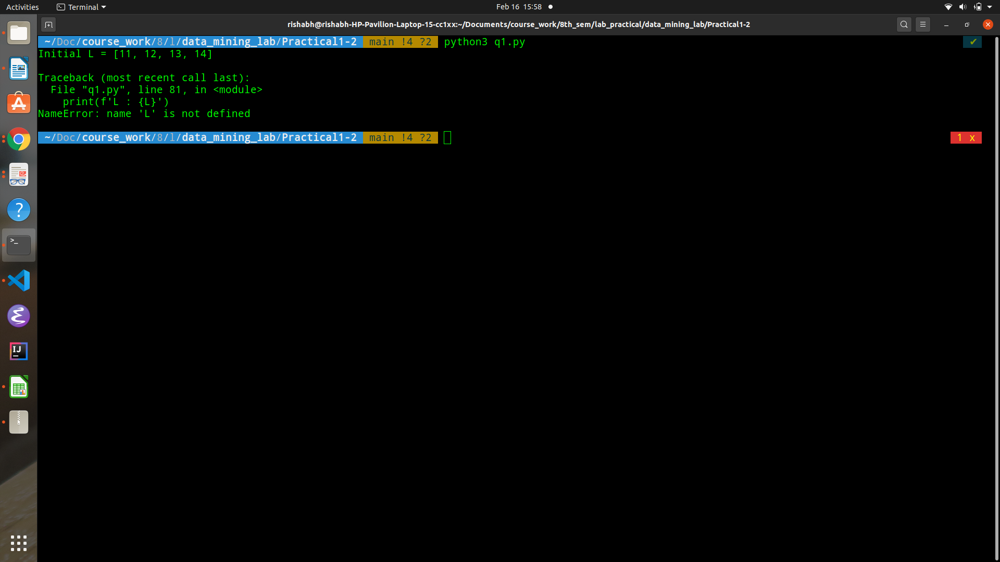 Activities Terminal Feb 16 15:58
rishabh@rishabh-HP-Pavilion-Laptop-15-cc1xx:~/Documents/course_work/8th_sem/lab_practical/data_mining_lab/Practical1-2
~/Doc/course_work/8/l/data_mining_lab/Practical1-2 main !4 ?2 python3 q1.py ✔
Initial L = [11, 12, 13, 14]
Traceback (most recent call last):
  File "q1.py", line 81, in <module>
    print(f'L : {L}')
NameError: name 'L' is not defined
~/Doc/course_work/8/l/data_mining_lab/Practical1-2 main !4 ?2 1 x
>_
IJ